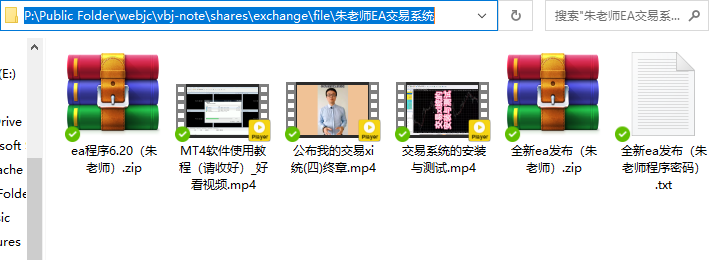 P:\Public Folder\webjc\vbj-note\shares\exchange\file\朱老师EA交易系统
搜索"朱老师EA交易系...
(E:)
Drive
soft
ache
Folde
sic
ures
ea程序6.20（朱
老师）.zip
MT4软件使用教
程（请收好）_好
看视频.mp4
Player
公布我的交易xi
统(四)终章.mp4
Player
交易系统的安装
与测试.mp4
Player
全新ea发布（朱
老师）.zip
全新ea发布（朱
老师程序密码）
.txt